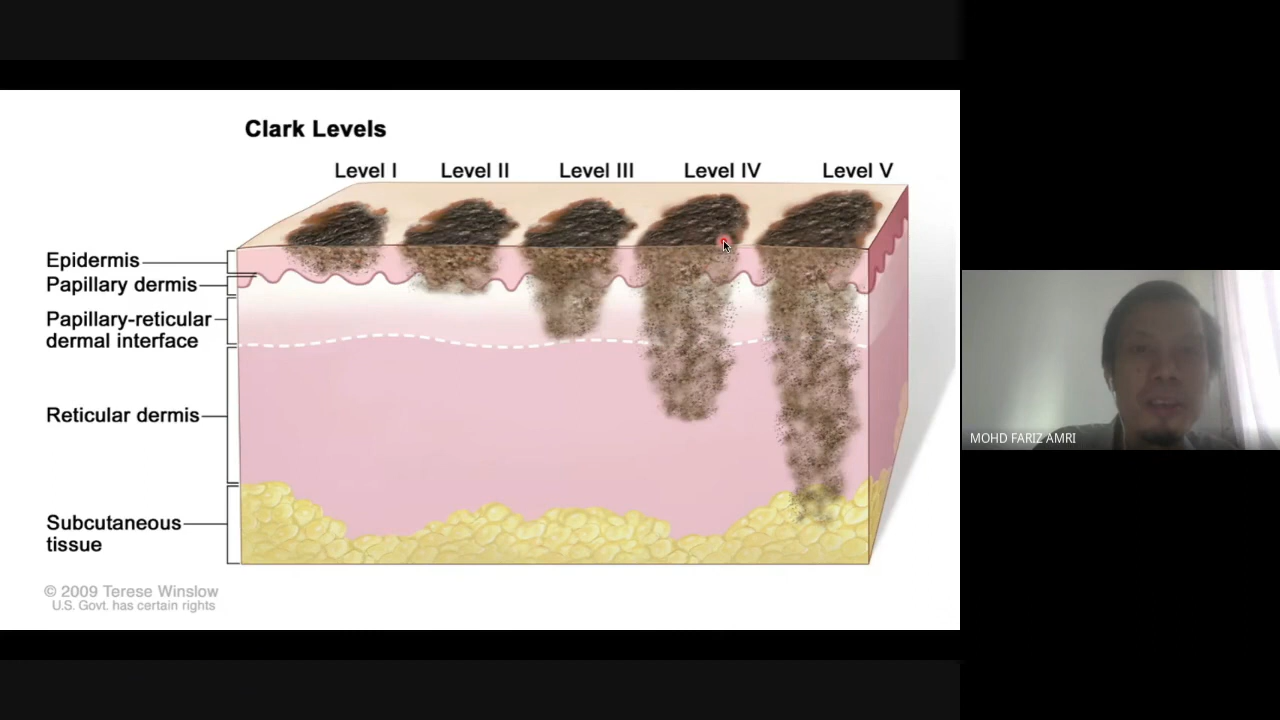 Clark Levels
Level I
Level II
Level III
Level IV
Level V
Epidermis
Papillary dermis
Papillary-reticular
dermal interface
Reticular dermis
Subcutaneous
tissue
© 2009 Terese Winslow
U.S. Govt. has certain rights
MOHD FARIZ AMRI